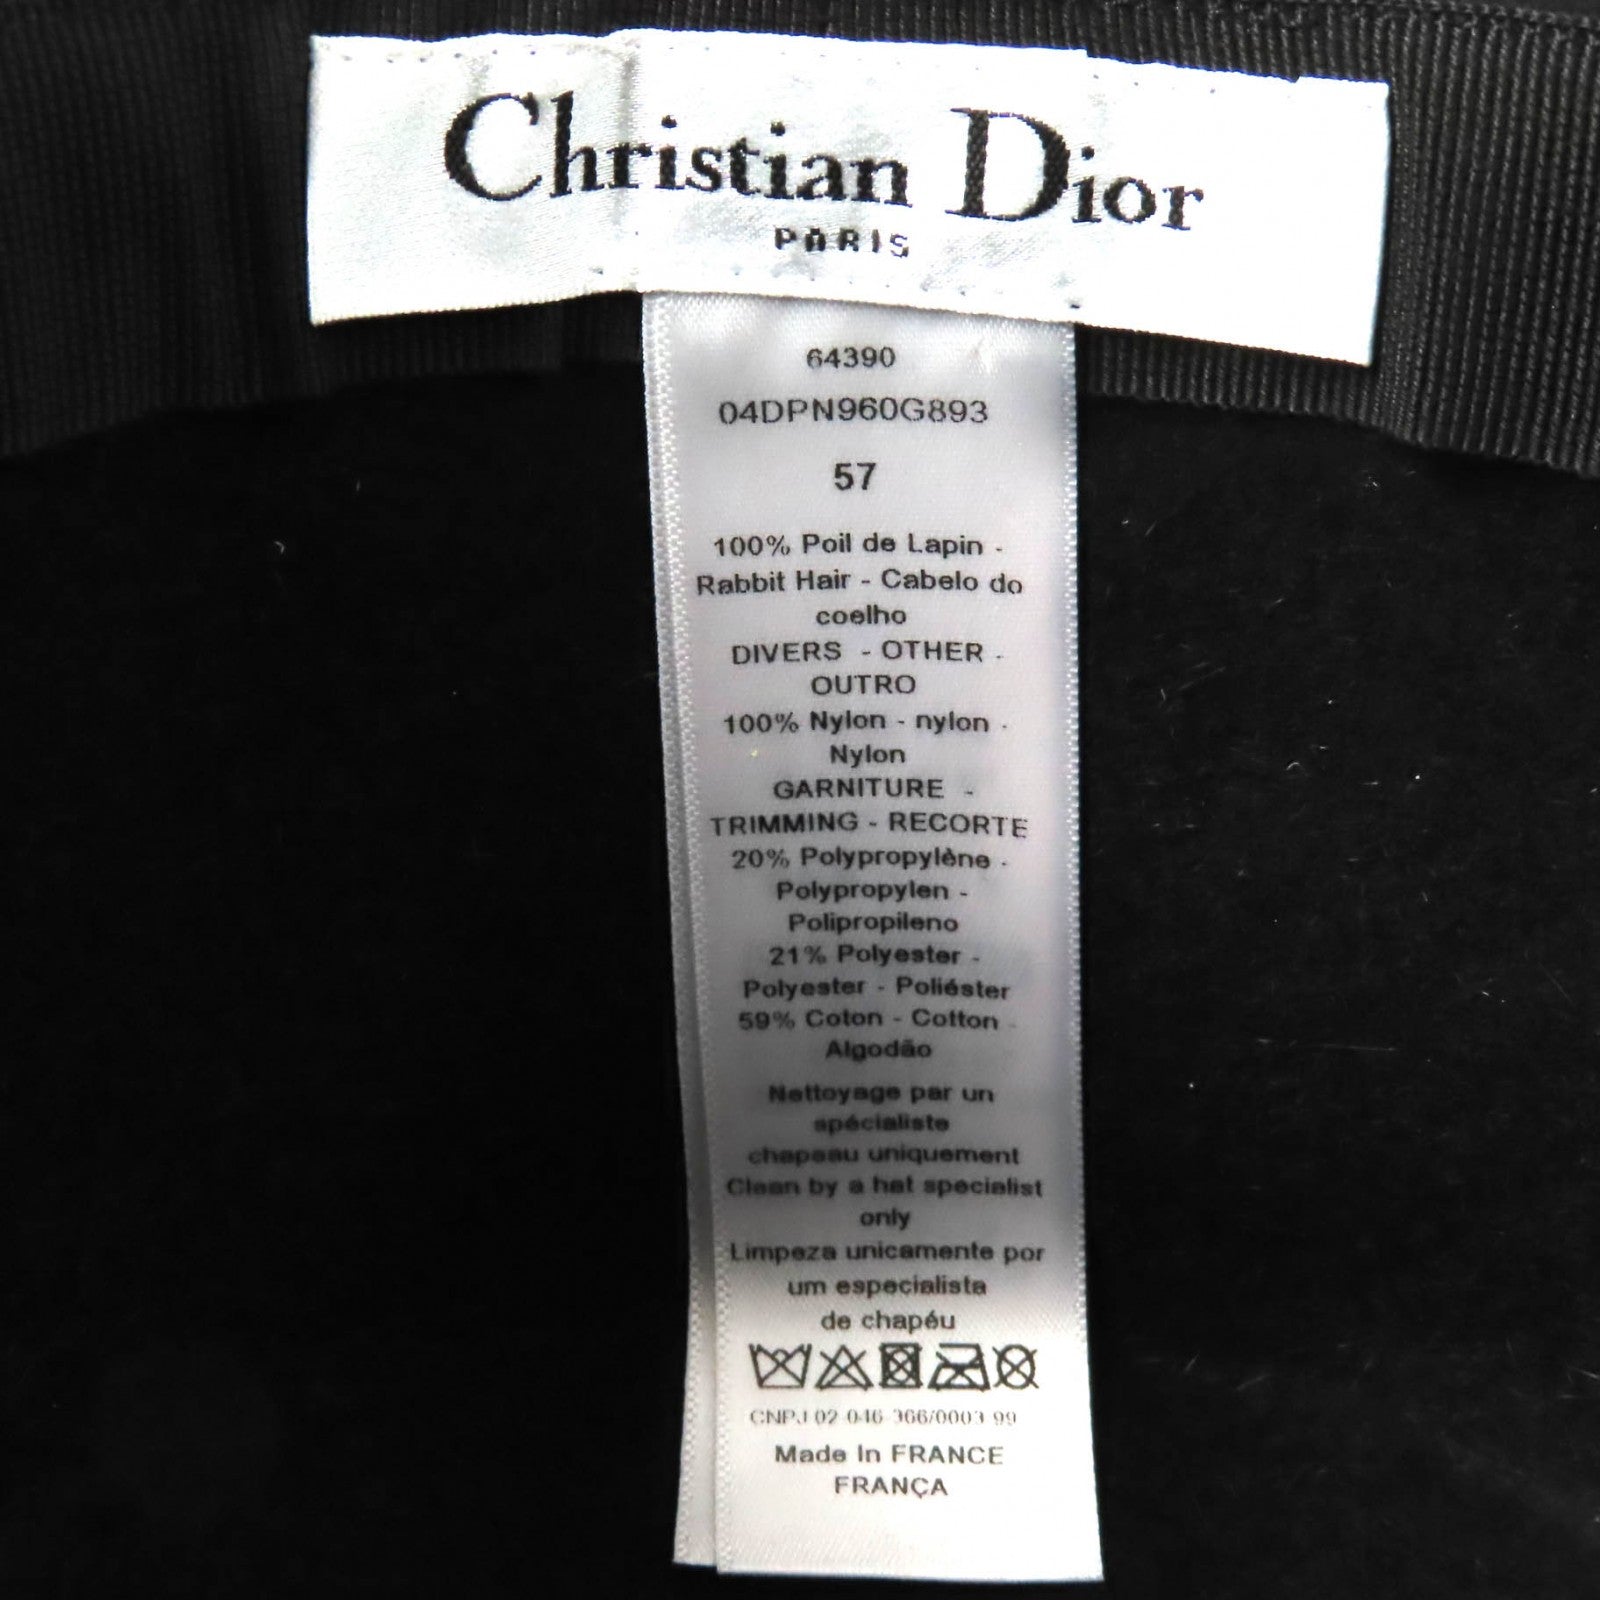 Christian Dior
PARIS
64390
04DPN960G893
57
100% Poil de Lapin -
Rabbit Hair - Cabelo do
coelho
DIVERS - OTHER -
OUTRO
100% Nylon - nylon -
Nylon
GARNITURE -
TRIMMING - RECORTE
20% Polypropylène -
Polypropylen -
Polipropileno
21% Polyester -
Polyester - Poliéster
59% Coton - Cotton -
Algodão
Nettoyage par un
spécialiste
chapeau uniquement
Clean by a hat specialist
only
Limpeza unicamente por
um especialista
de chapéu
CNPJ 02 046 366/0003 99
Made In FRANCE
FRANÇA